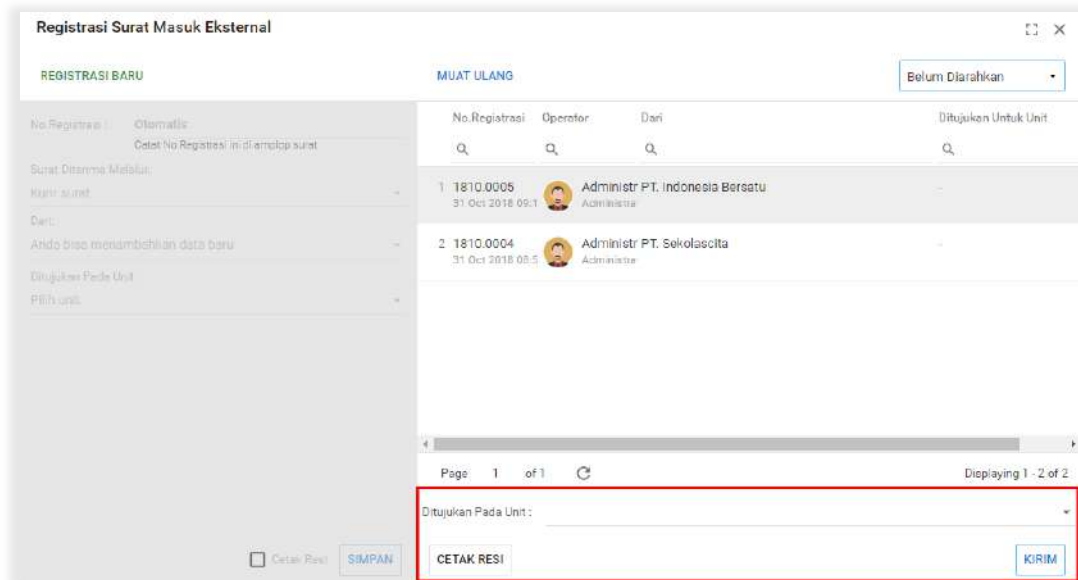 Registrasi Surat Masuk Eksternal
REGISTRASI BARU
MUAT ULANG
Belum Diarahkan
No.Registrasi :
Otomatis
Catat No Registrasi ini di amplop surat
Surat Diterima Melalui:
Kurir surat
Dari:
Anda bisa menambahkan data baru
Ditujukan Pada Unit
Pilih unit
Cetak Resi
SIMPAN
No.Registrasi Operator Dari Ditujukan Untuk Unit
1 1810.0005 Administr PT. Indonesia Bersatu -
31 Oct 2018 09:1 Administra
2 1810.0004 Administr PT. Sekolascita -
31 Oct 2018 08:5 Administra
Page 1 of 1 Displaying 1 - 2 of 2
Ditujukan Pada Unit :
CETAK RESI
KIRIM